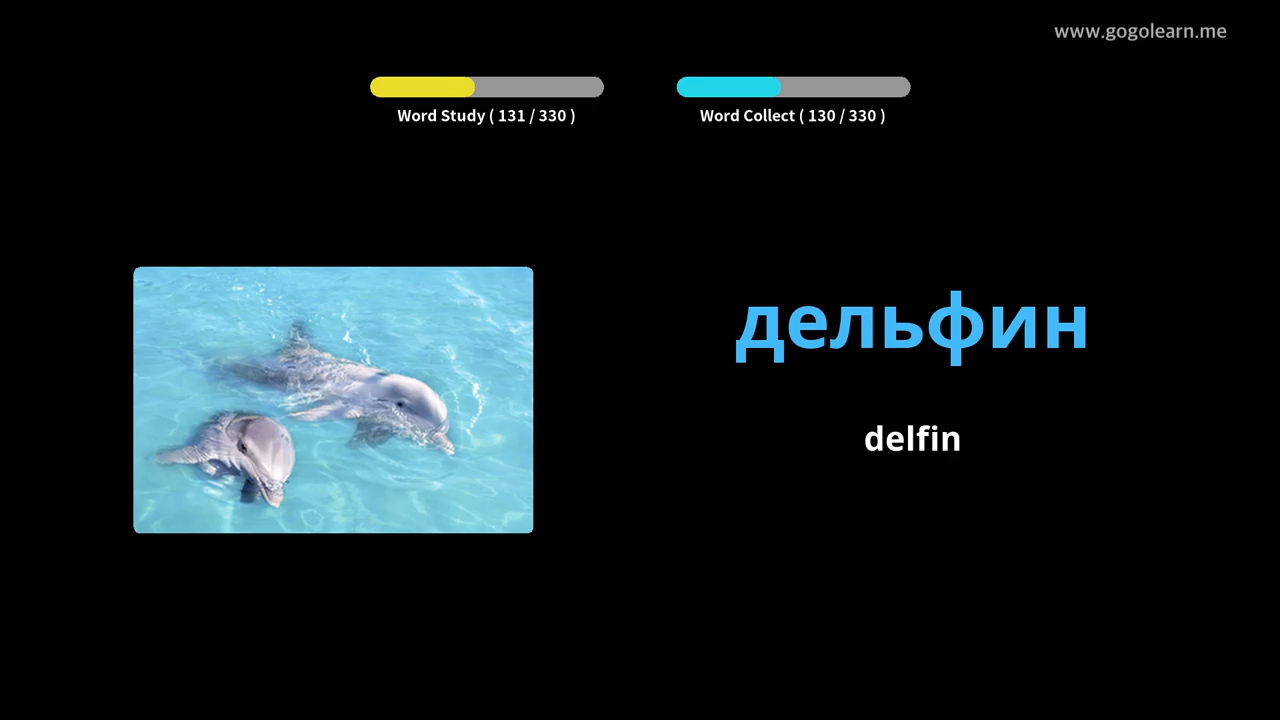 www.gogolearn.me
Word Study ( 131 / 330 )
Word Collect ( 130 / 330 )
дельфин
delfin